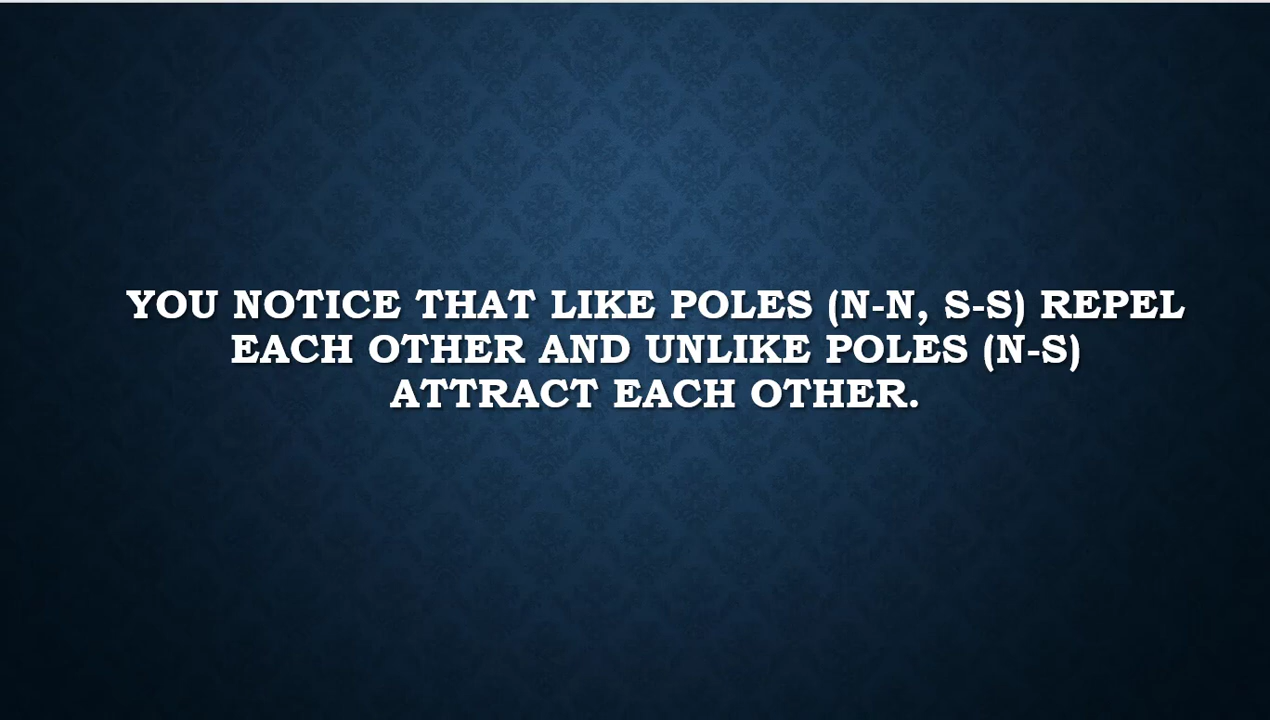 YOU NOTICE THAT LIKE POLES (N-N, S-S) REPEL
EACH OTHER AND UNLIKE POLES (N-S)
ATTRACT EACH OTHER.